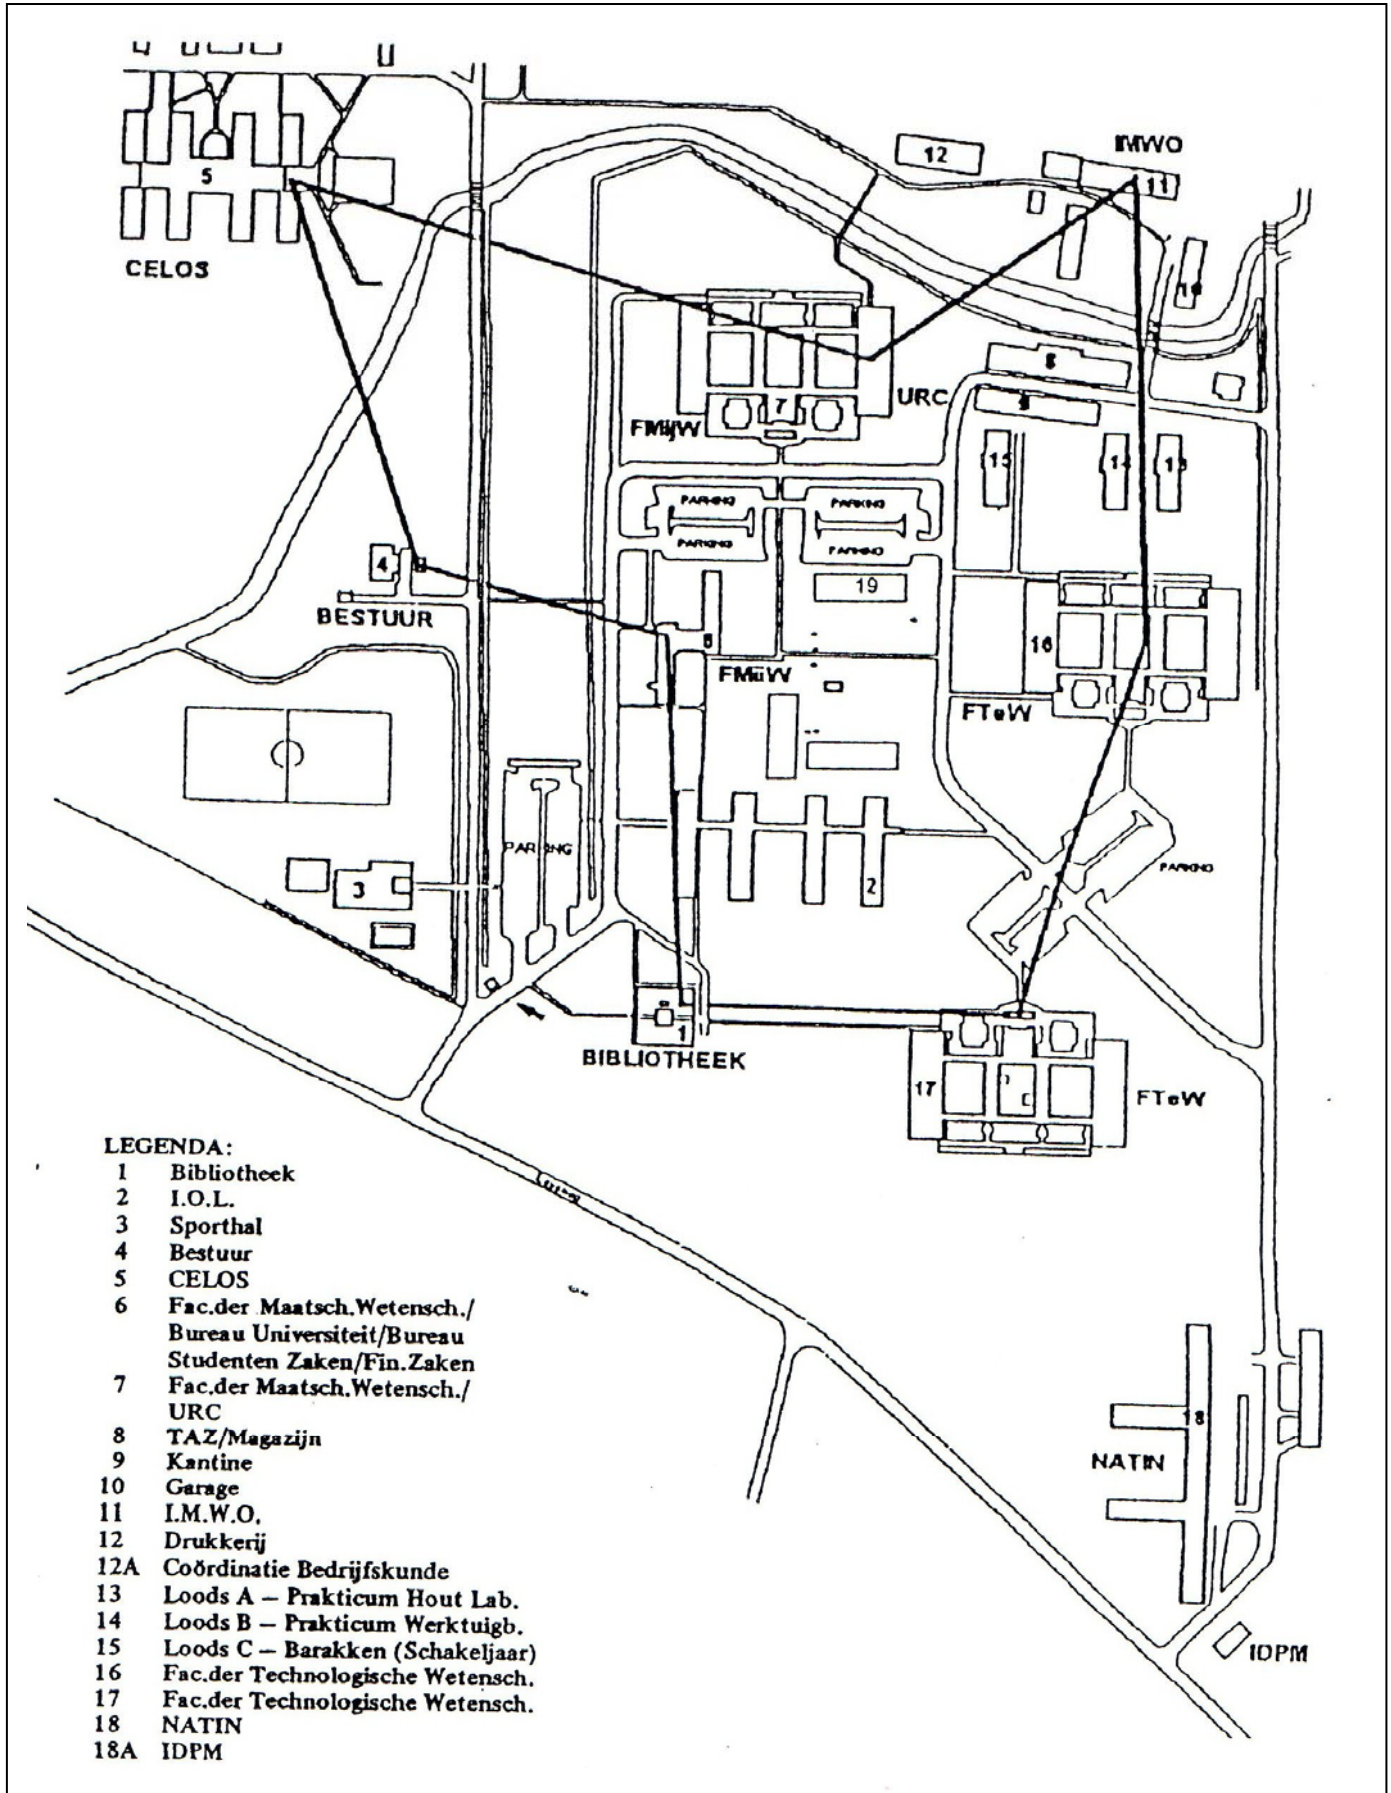 12
IMWO
11
5
CELOS
10
8
URC
9
7
FMijW
15
14
13
PARKING
PARKING
PARKING
PARKING
4
19
BESTUUR
16
6
FMijW
FTeW
PARKING
PARKING
3
2
1
BIBLIOTHEEK
17
FTeW
LEGENDA:
1 Bibliotheek
2 I.O.L.
3 Sporthal
4 Bestuur
5 CELOS
6 Fac.der Maatsch.Wetensch./
Bureau Universiteit/Bureau
Studenten Zaken/Fin.Zaken
7 Fac.der Maatsch.Wetensch./
URC
8 TAZ/Magazijn
9 Kantine
10 Garage
11 I.M.W.O.
12 Drukkerij
12A Coördinatie Bedrijfskunde
13 Loods A – Prakticum Hout Lab.
14 Loods B – Prakticum Werktuigb.
15 Loods C – Barakken (Schakeljaar)
16 Fac.der Technologische Wetensch.
17 Fac.der Technologische Wetensch.
18 NATIN
18A IDPM
18
NATIN
IDPM